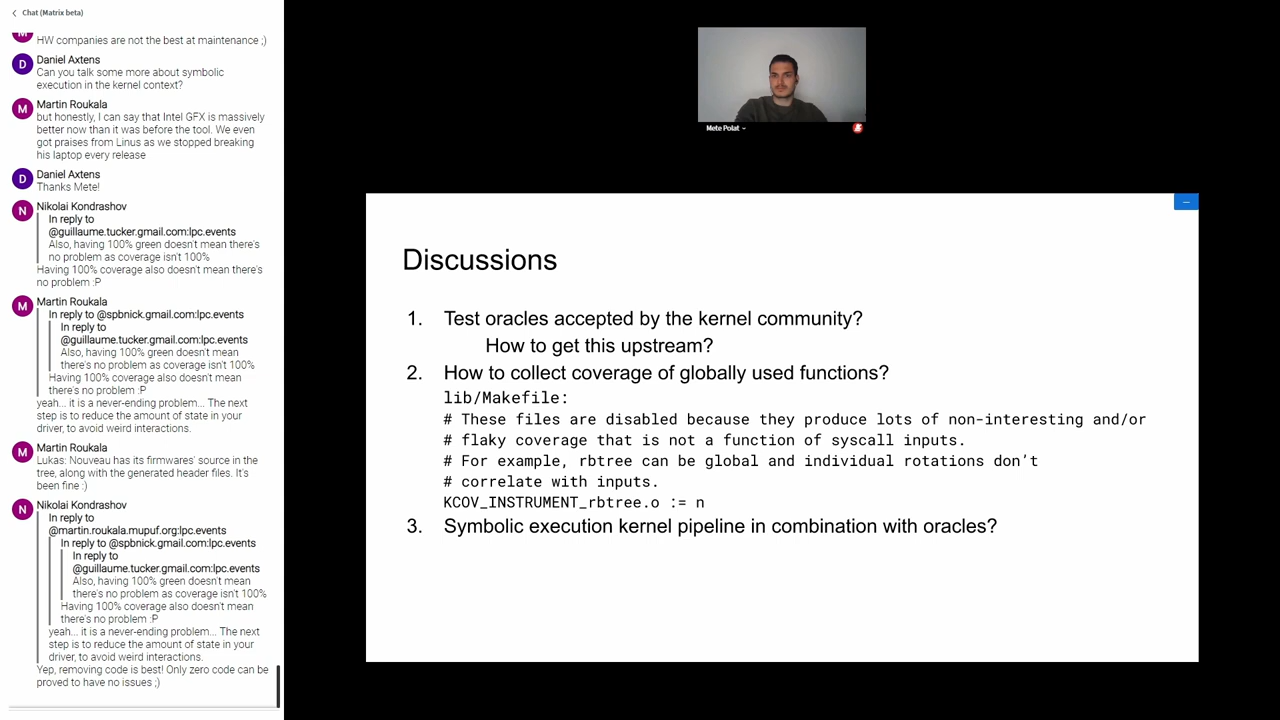 Chat (Matrix beta)
M
HW companies are not the best at maintenance ;)
D
Daniel Axtens
Can you talk some more about symbolic
execution in the kernel context?
M
Martin Roukala
but honestly, I can say that Intel GFX is massively
better now than it was before the tool. We even
got praises from Linus as we stopped breaking
his laptop every release
D
Daniel Axtens
Thanks Mete!
N
Nikolai Kondrashov
In reply to
@guillaume.tucker.gmail.com:lpc.events
Also, having 100% green doesn't mean there's
no problem as coverage isn't 100%
Having 100% coverage also doesn't mean there's
no problem :P
M
Martin Roukala
In reply to @spbnick.gmail.com:lpc.events
In reply to
@guillaume.tucker.gmail.com:lpc.events
Also, having 100% green doesn't mean
there's no problem as coverage isn't 100%
Having 100% coverage also doesn't mean
there's no problem :P
yeah... it is a never-ending problem... The next
step is to reduce the amount of state in your
driver, to avoid weird interactions.
M
Martin Roukala
Lukas: Nouveau has its firmwares' source in the
tree, along with the generated header files. It's
been fine :)
N
Nikolai Kondrashov
In reply to
@martin.roukala.mupuf.org:lpc.events
In reply to @spbnick.gmail.com:lpc.events
In reply to
@guillaume.tucker.gmail.com:lpc.events
Also, having 100% green doesn't mean
there's no problem as coverage isn't 100%
Having 100% coverage also doesn't mean
there's no problem :P
yeah... it is a never-ending problem... The next
step is to reduce the amount of state in your
driver, to avoid weird interactions.
Yep, removing code is best! Only zero code can be
proved to have no issues ;)
Mete Polat
Discussions
1. Test oracles accepted by the kernel community?
How to get this upstream?
2. How to collect coverage of globally used functions?
lib/Makefile:
# These files are disabled because they produce lots of non-interesting and/or
# flaky coverage that is not a function of syscall inputs.
# For example, rbtree can be global and individual rotations don't
# correlate with inputs.
KCOV_INSTRUMENT_rbtree.o := n
3. Symbolic execution kernel pipeline in combination with oracles?